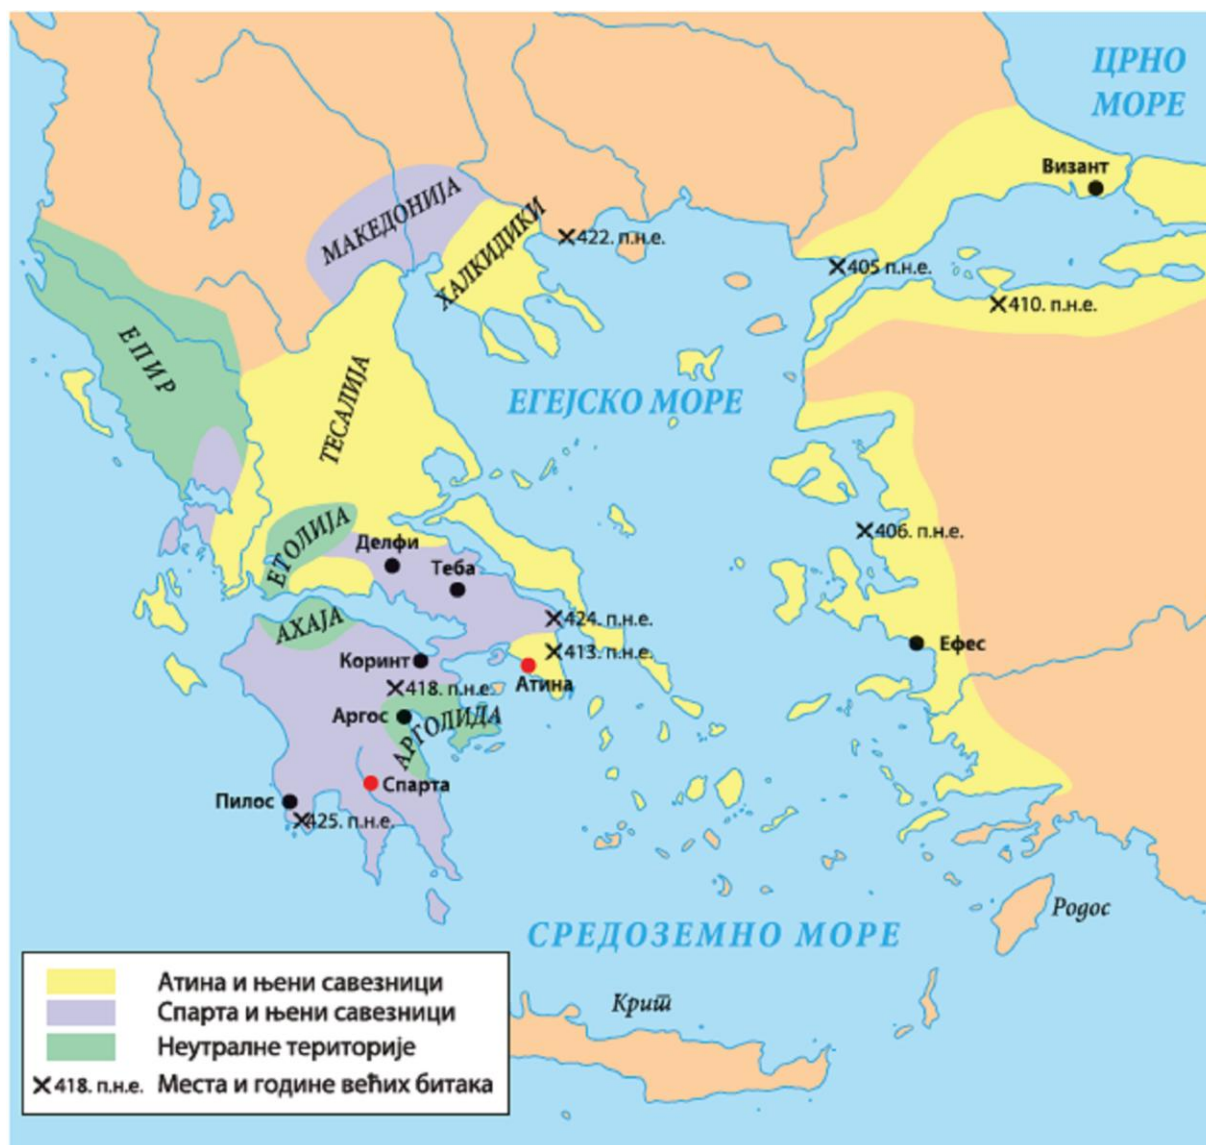 ЦРНО
МОРЕ
Визант
МАКЕДОНИЈА
ХАЛКИДИКИ
422. п.н.е.
405 п.н.е.
410. п.н.е.
ЕПИР
ТЕСАЛИЈА
ЕГЕЈСКО МОРЕ
ЕТОЛИЈА
Делфи
Теба
406. п.н.е.
АХАЈА
424. п.н.е.
413. п.н.е.
Ефес
Коринт
Атина
418. п.н.е.
Аргос
АРГОЛИДА
Спарта
Пилос
425. п.н.е.
Родос
СРЕДОЗЕМНО МОРЕ
Крит
Атина и њени савезници
Спарта и њени савезници
Неутралне територије
418. п.н.е. Места и године већих битака